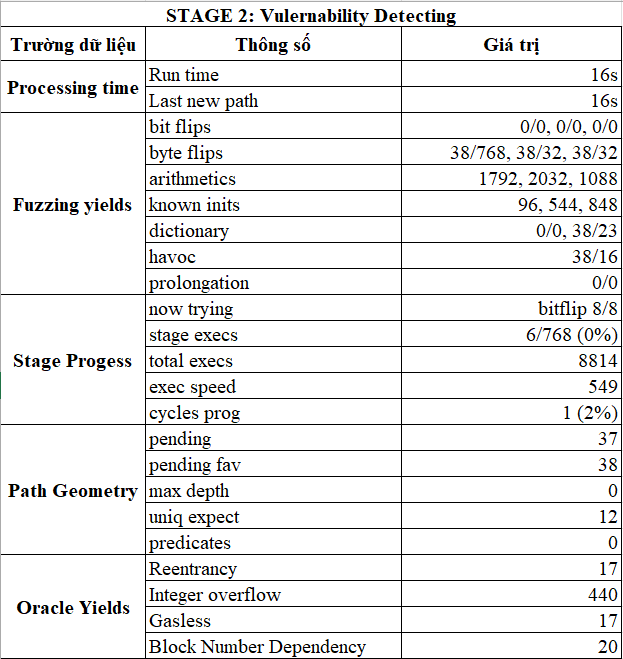 STAGE 2: Vulernability Detecting
Trường dữ liệu Thông số Giá trị
Processing time
Run time 16s
Last new path 16s
Fuzzing yields
bit flips 0/0, 0/0, 0/0
byte flips 38/768, 38/32, 38/32
arithmetics 1792, 2032, 1088
known inits 96, 544, 848
dictionary 0/0, 38/23
havoc 38/16
prolongation 0/0
Stage Progess
now trying bitflip 8/8
stage execs 6/768 (0%)
total execs 8814
exec speed 549
cycles prog 1 (2%)
Path Geometry
pending 37
pending fav 38
max depth 0
uniq expect 12
predicates 0
Oracle Yields
Reentrancy 17
Integer overflow 440
Gasless 17
Block Number Dependency 20